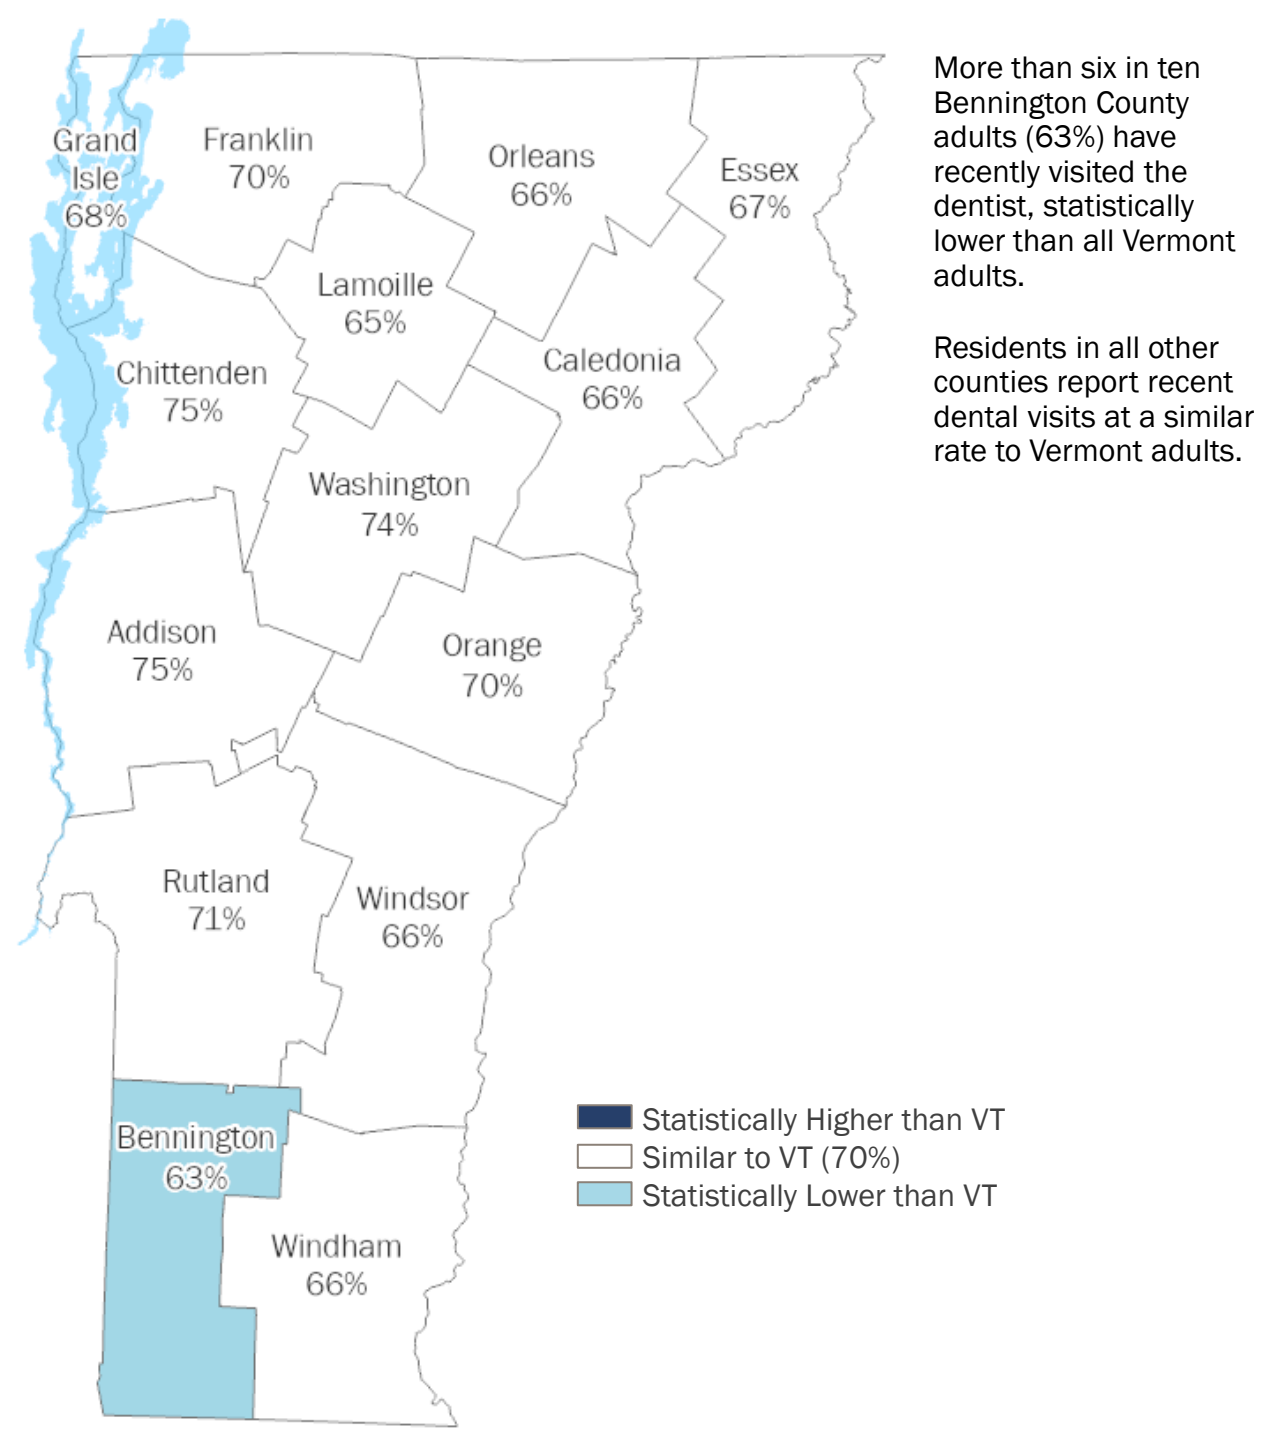 More than six in ten
Bennington County
adults (63%) have
recently visited the
dentist, statistically
lower than all Vermont
adults.
Residents in all other
counties report recent
dental visits at a similar
rate to Vermont adults.
Grand
Isle
68%
Franklin
70%
Orleans
66%
Essex
67%
Lamoille
65%
Chittenden
75%
Caledonia
66%
Washington
74%
Addison
75%
Orange
70%
Rutland
71%
Windsor
66%
Bennington
63%
Windham
66%
Statistically Higher than VT
Similar to VT (70%)
Statistically Lower than VT